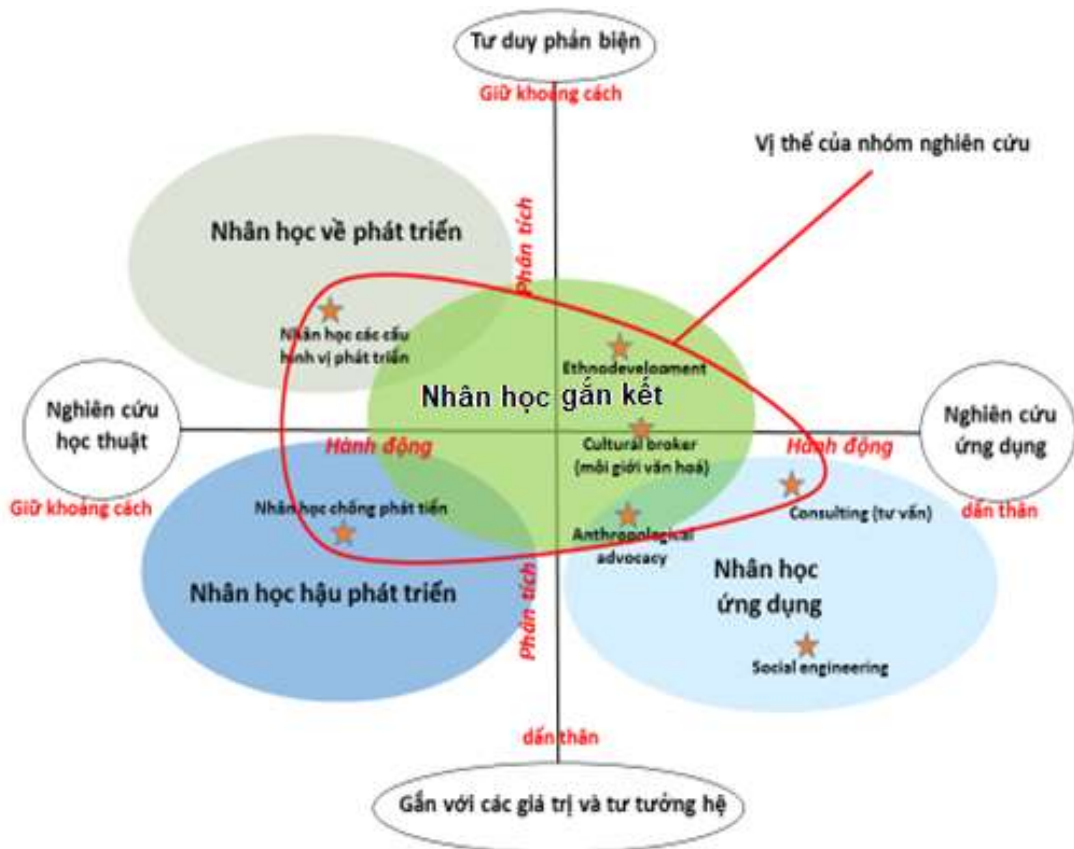 Tư duy phản biện
Giữ khoảng cách
Vị thế của nhóm nghiên cứu
Nhân học về phát triển
Phân tích
Nhân học các cấu
hình vị phát triển
Ethnodevelopment
Nhân học gắn kết
Nghiên cứu
học thuật
Nghiên cứu
ứng dụng
Hành động
Cultural broker
(môi giới văn hoá)
Hành động
Giữ khoảng cách
Nhân học chống phát tiến
Consulting (tư vấn)
dấn thân
Anthropological
advocacy
Nhân học hậu phát triển
Phân tích
Nhân học
ứng dụng
Social engineering
dấn thân
Gắn với các giá trị và tư tưởng hệ